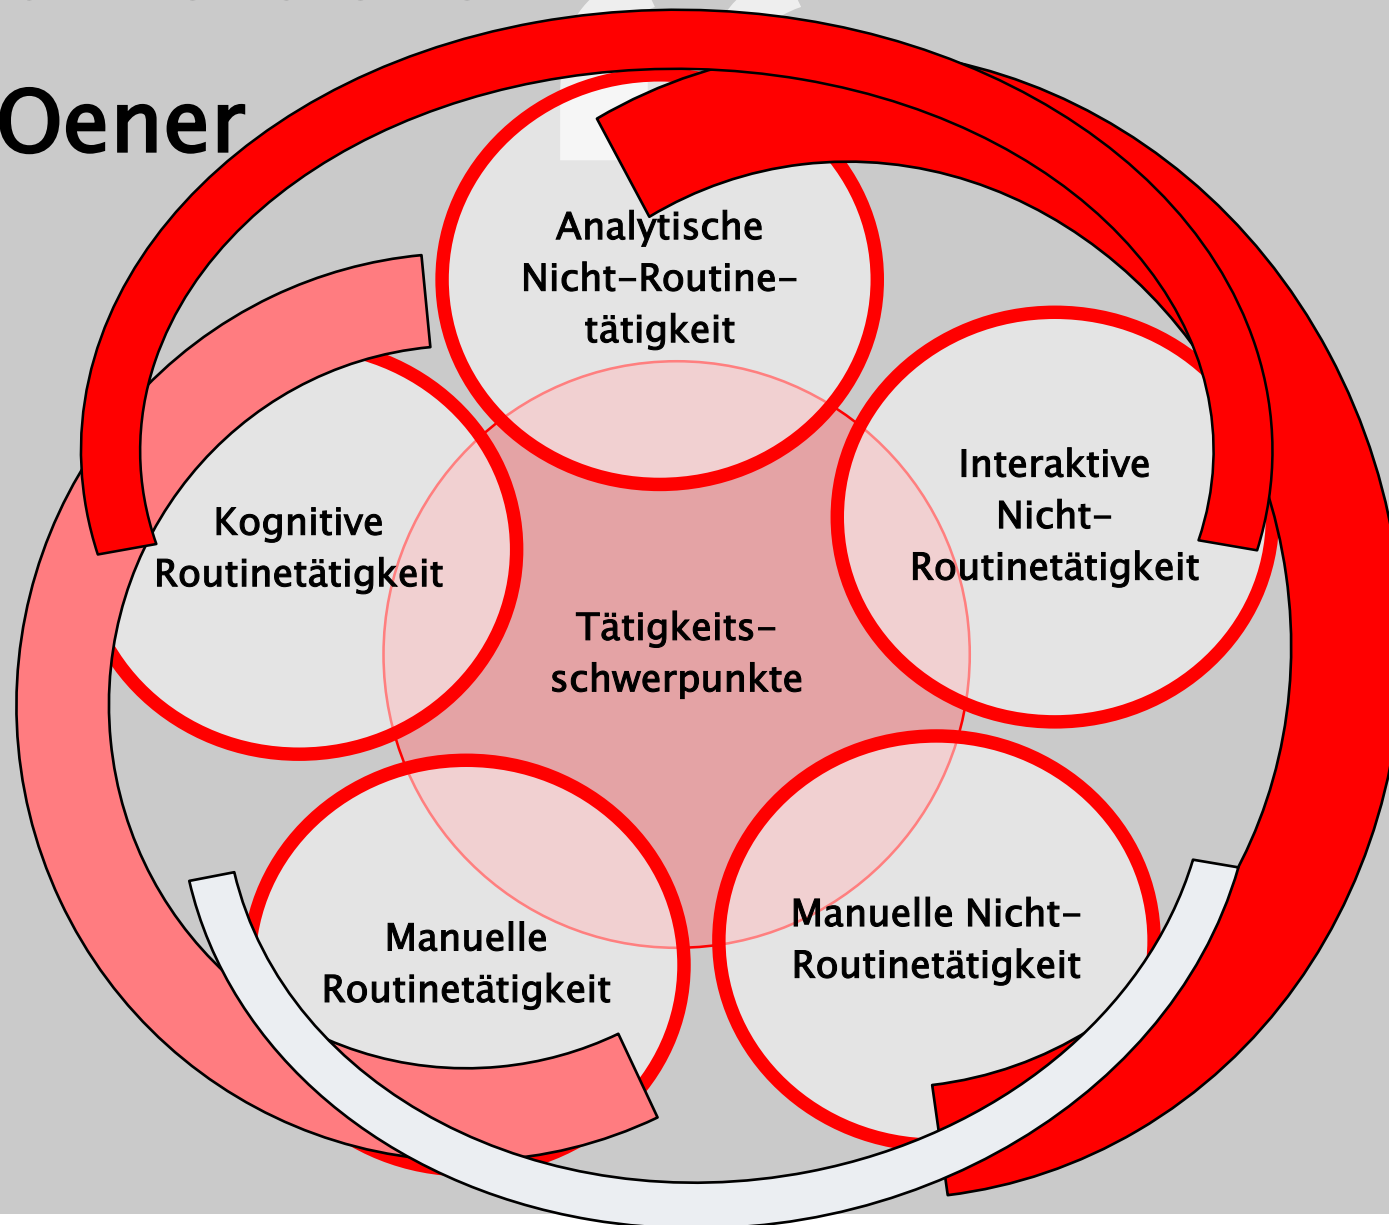 Oener
Analytische
Nicht-Routine-
tätigkeit
Interaktive
Nicht-
Routinetätigkeit
Kognitive
Routinetätigkeit
Tätigkeits-
schwerpunkte
Manuelle Nicht-
Routinetätigkeit
Manuelle
Routinetätigkeit